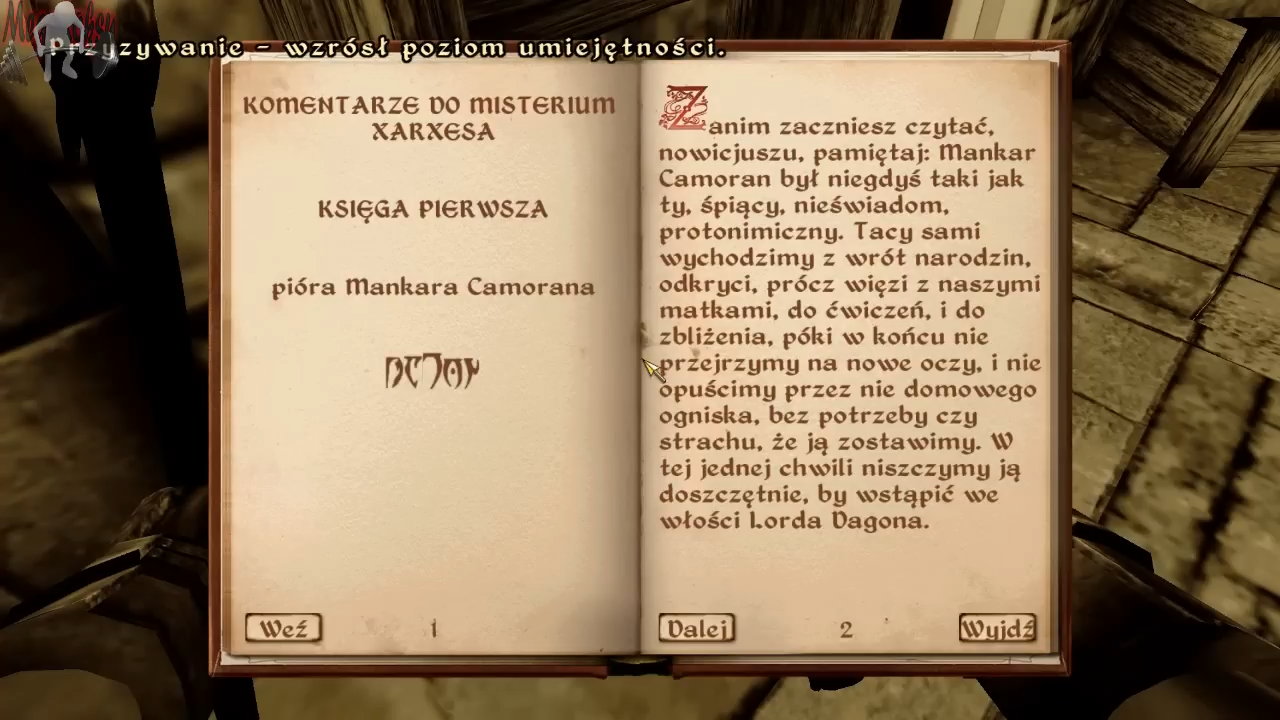 Przyzywanie - wzrósł poziom umiejętności.
KOMENTARZE DO MISTERIUM
XARXESA
KSIĘGA PIERWSZA
pióra Mankara Camorana
Weź
1
Zanim zaczniesz czytać,
nowicjuszu, pamiętaj: Mankar
Camoran był niegdyś taki jak
ty, śpiący, nieświadom,
protonimiczny. Tacy sami
wychodzimy z wrót narodzin,
odkryci, prócz więzi z naszymi
matkami, do ćwiczeń, i do
zbliżenia, póki w końcu nie
przejrzymy na nowe oczy, i nie
opuścimy przez nie domowego
ogniska, bez potrzeby czy
strachu, że ją zostawimy. W
tej jednej chwili niszczymy ją
doszczętnie, by wstąpić we
włości Lorda Dagona.
Dalej
2
Wyjdź